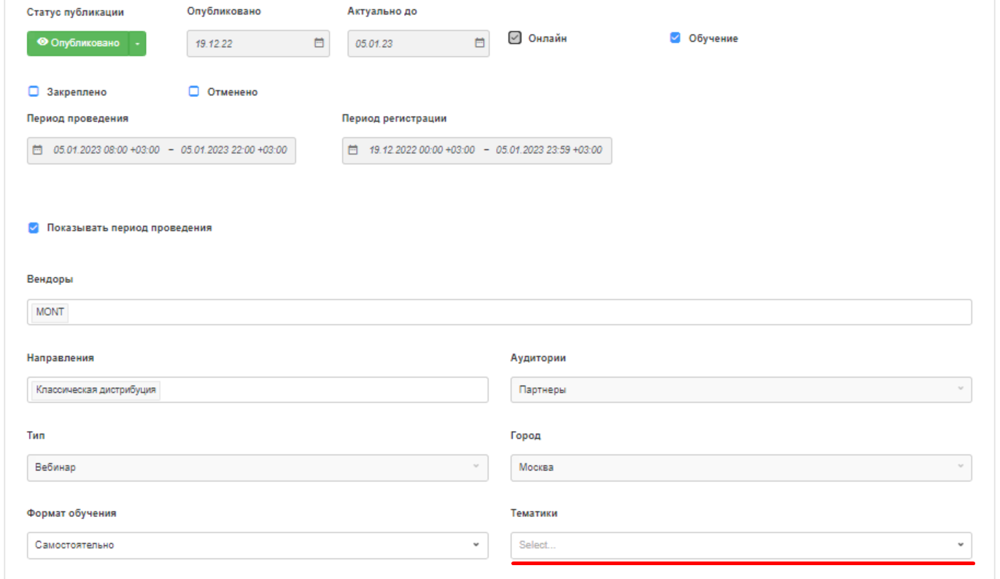 Статус публикации
Опубликовано
Актуально до
Опубликовано
19.12.22
05.01.23
Онлайн
Обучение
Закреплено
Отменено
Период проведения
Период регистрации
05.01.2023 08:00 +03:00 – 05.01.2023 22:00 +03:00
19.12.2022 00:00 +03:00 – 05.01.2023 23:59 +03:00
Показывать период проведения
Вендоры
MONT
Направления
Аудитории
Классическая дистрибуция
Партнеры
Тип
Город
Вебинар
Москва
Формат обучения
Тематики
Самостоятельно
Select...